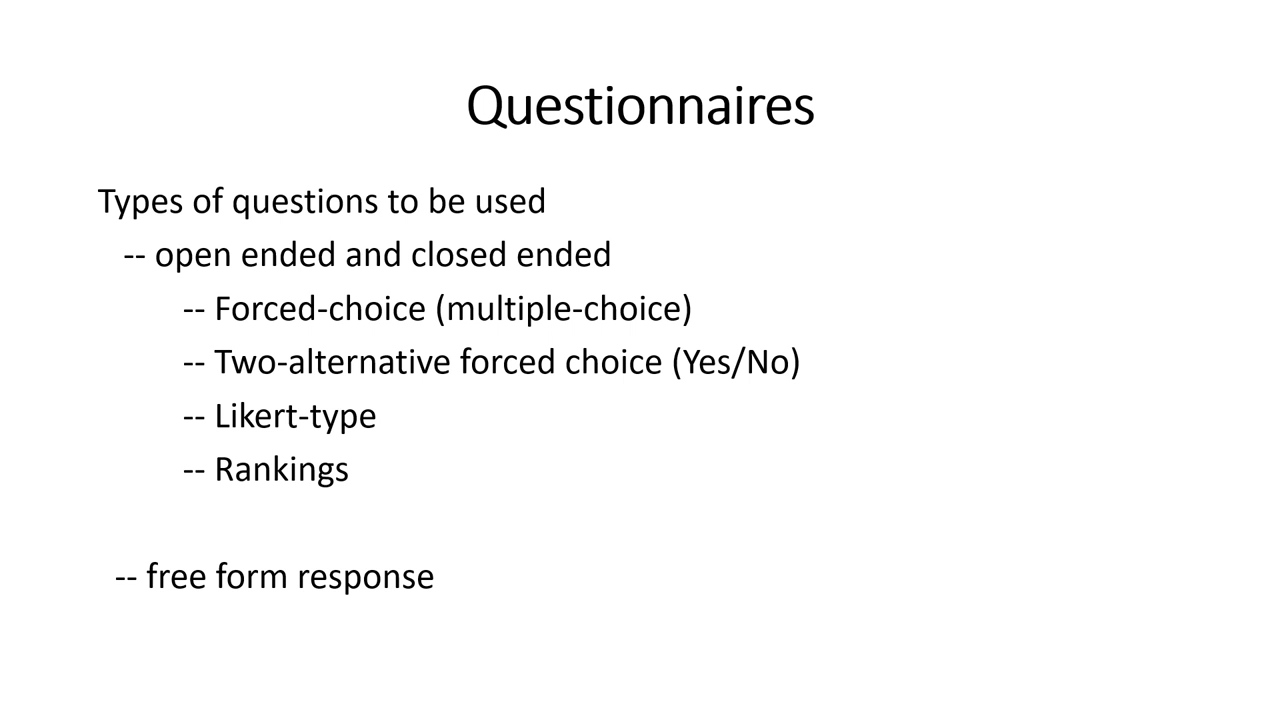 Questionnaires
Types of questions to be used
-- open ended and closed ended
-- Forced-choice (multiple-choice)
-- Two-alternative forced choice (Yes/No)
-- Likert-type
-- Rankings
-- free form response